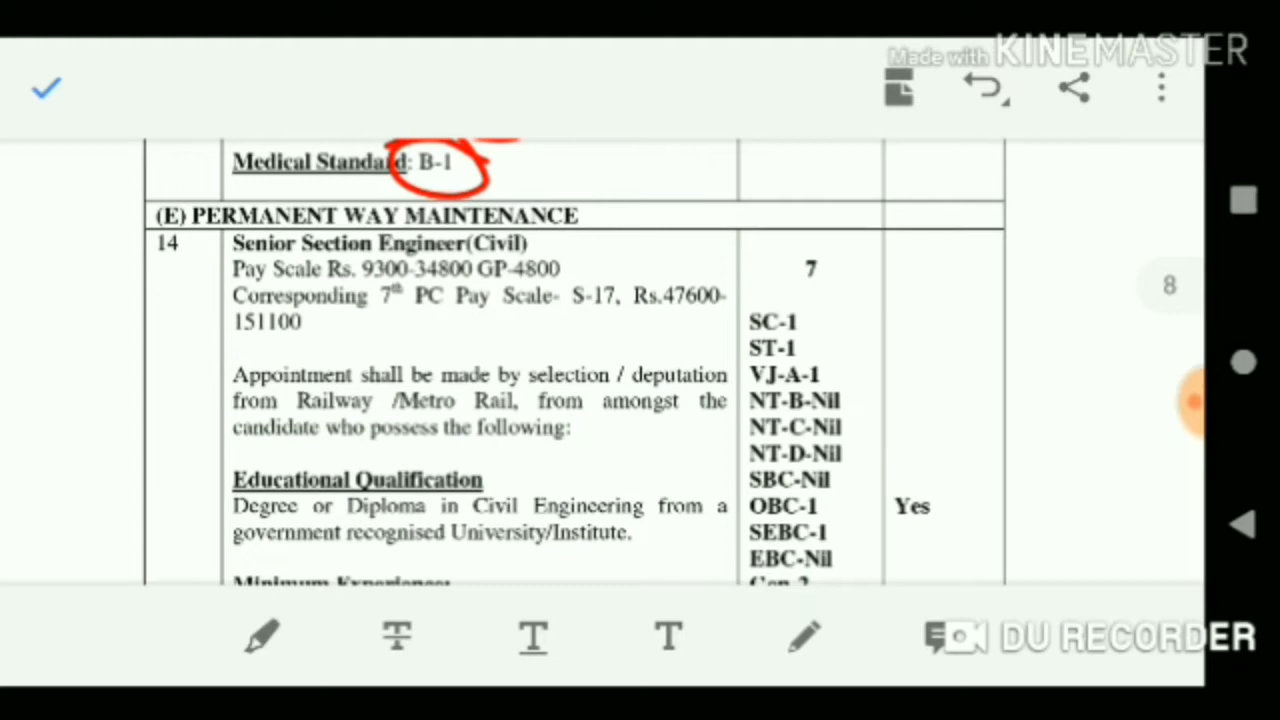 Made with KINEMASTER
Medical Standard: B-1
(E) PERMANENT WAY MAINTENANCE
14
Senior Section Engineer(Civil)
Pay Scale Rs. 9300-34800 GP-4800
Corresponding 7th PC Pay Scale- S-17, Rs.47600-
151100
Appointment shall be made by selection / deputation
from Railway /Metro Rail, from amongst the
candidate who possess the following:
Educational Qualification
Degree or Diploma in Civil Engineering from a
government recognised University/Institute.
Minimum Experience:
7
SC-1
ST-1
VJ-A-1
NT-B-Nil
NT-C-Nil
NT-D-Nil
SBC-Nil
OBC-1
SEBC-1
EBC-Nil
Gen-2
Yes
8
T
T
T
DU RECORDER